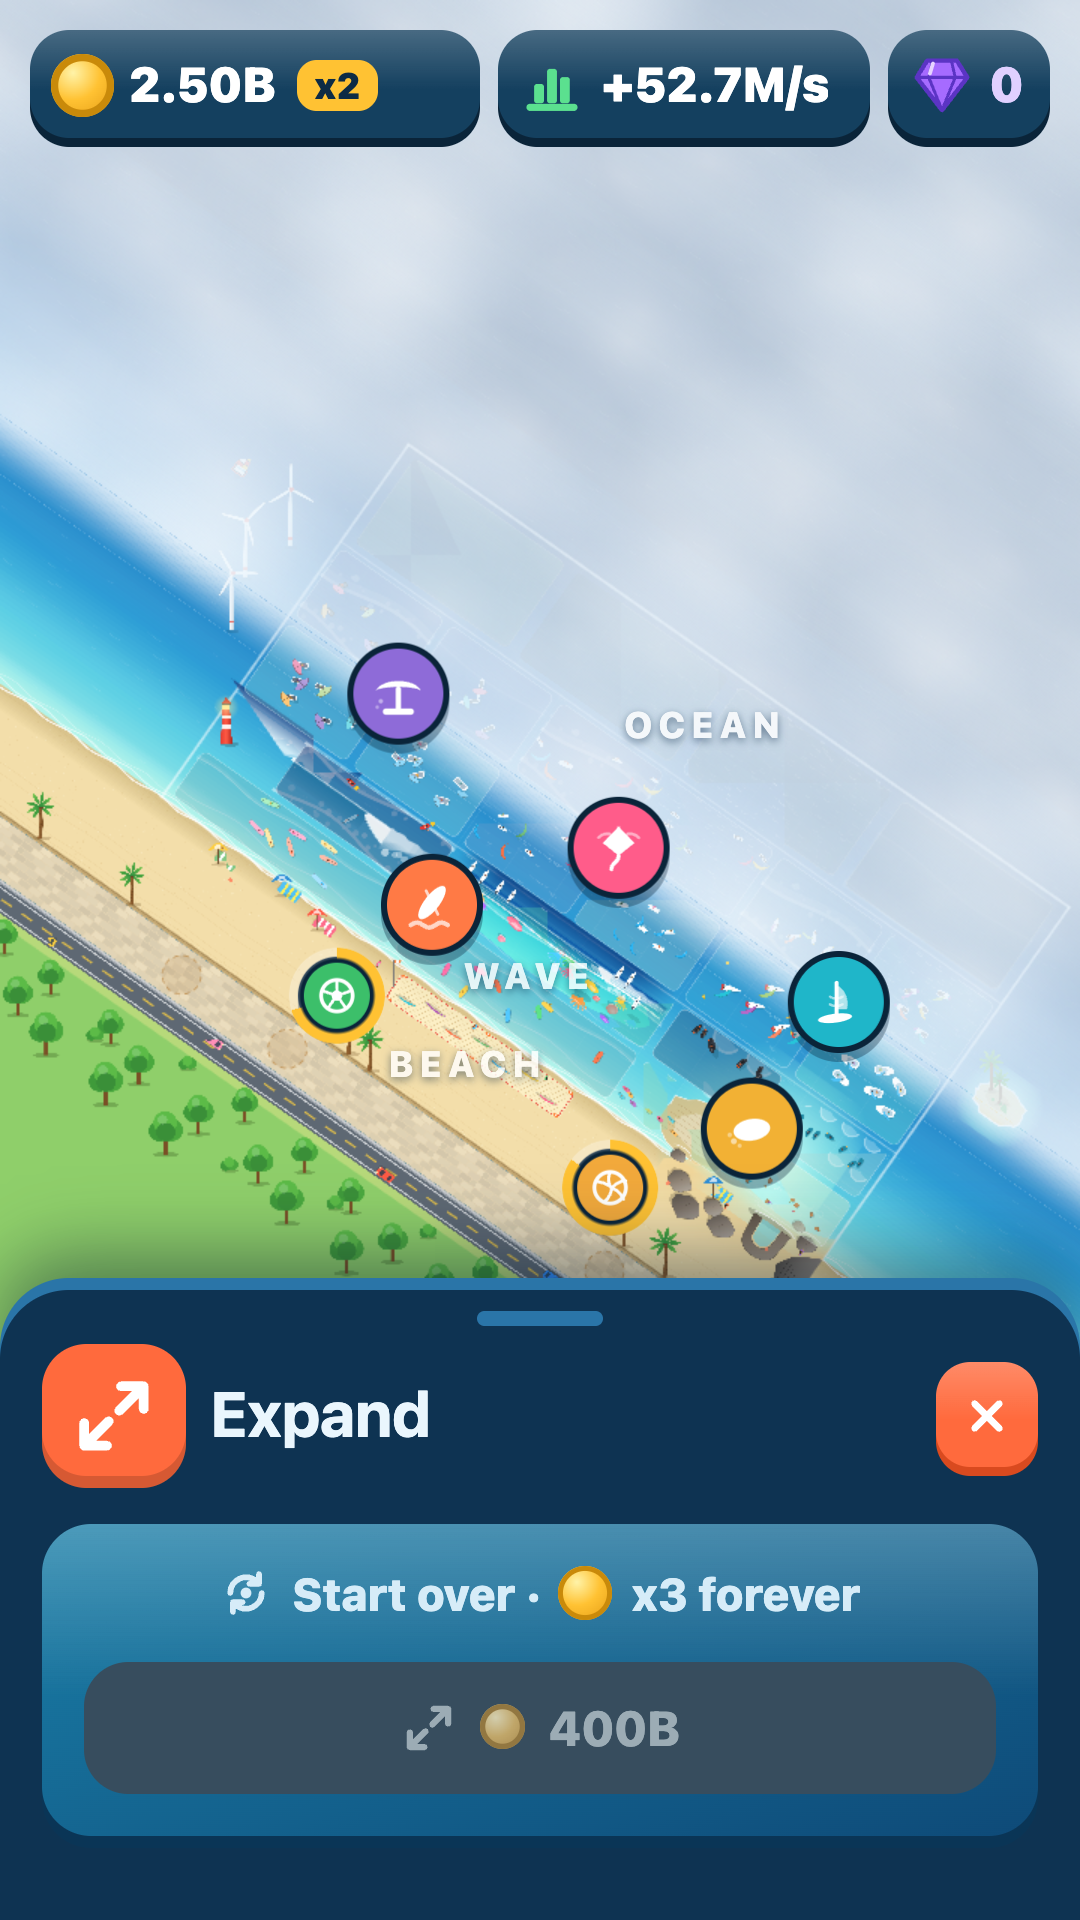 2.50B x2 +52.7M/s 0
OCEAN
WAVE
BEACH
Expand
Start over · x3 forever
400B